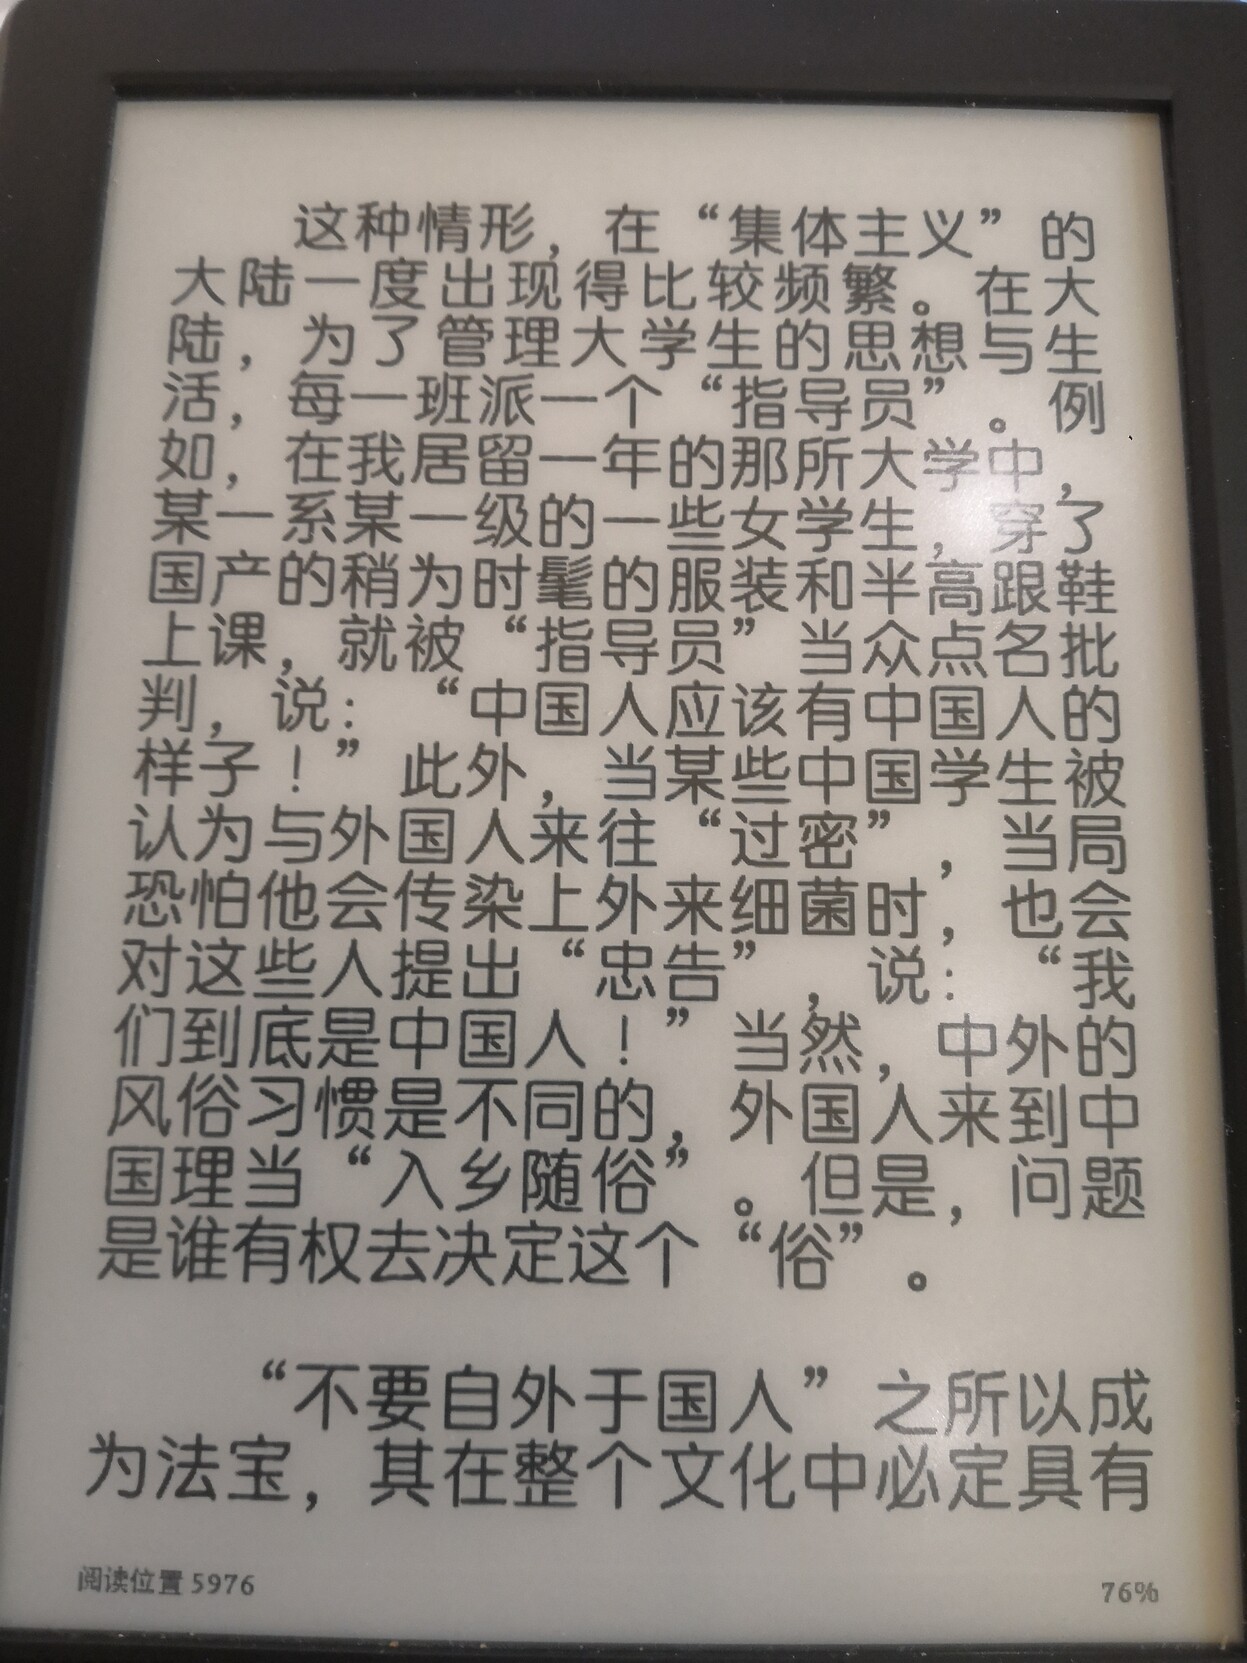 这种情形，在“集体主义”的
大陆一度出现得比较频繁。在大
陆，为了管理大学生的思想与生
活，每一班派一个“指导员”。例
如，在我居留一年的那所大学中，
某一系某一级的一些女学生，穿了
国产的稍为时髦的服装和半高跟鞋
上课，就被“指导员”当众点名批
判，说：“中国人应该有中国人的
样子！”此外，当某些中国学生被
认为与外国人来往“过密”，当局
恐怕他会传染上外来细菌时，也会
对这些人提出“忠告”，说：“我
们到底是中国人！”当然，中外的
风俗习惯是不同的，外国人来到中
国理当“入乡随俗”。但是，问题
是谁有权去决定这个“俗”。
“不要自外于国人”之所以成
为法宝，其在整个文化中必定具有
阅读位置 5976
76%